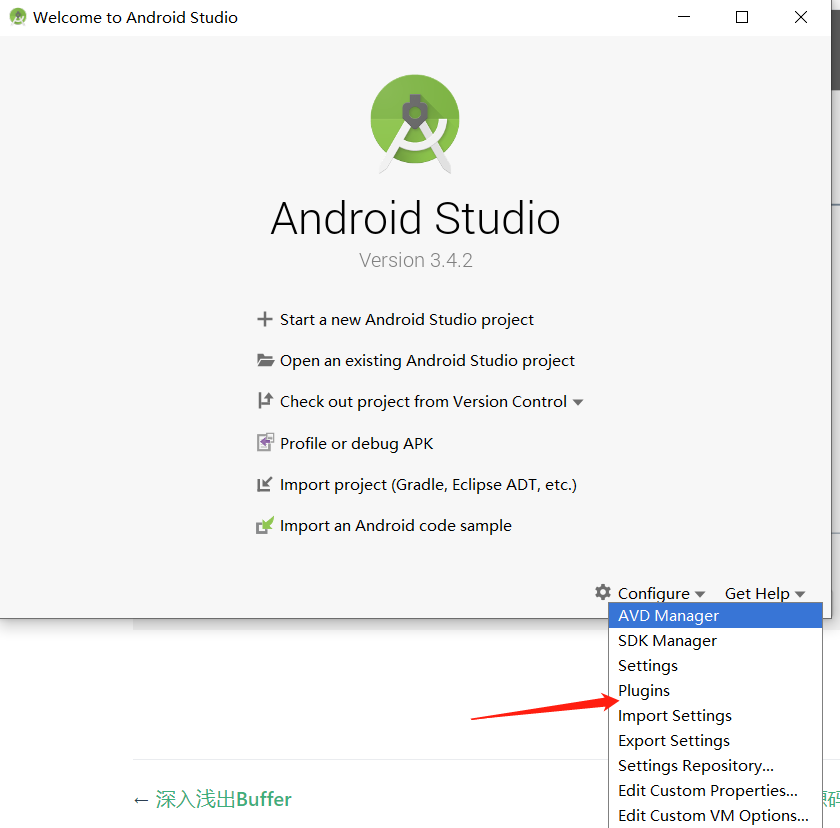 Welcome to Android Studio
Android Studio
Version 3.4.2
Start a new Android Studio project
Open an existing Android Studio project
Check out project from Version Control
Profile or debug APK
Import project (Gradle, Eclipse ADT, etc.)
Import an Android code sample
Configure Get Help
AVD Manager
SDK Manager
Settings
Plugins
Import Settings
Export Settings
Settings Repository...
Edit Custom Properties...
Edit Custom VM Options...
← 深入浅出Buffer